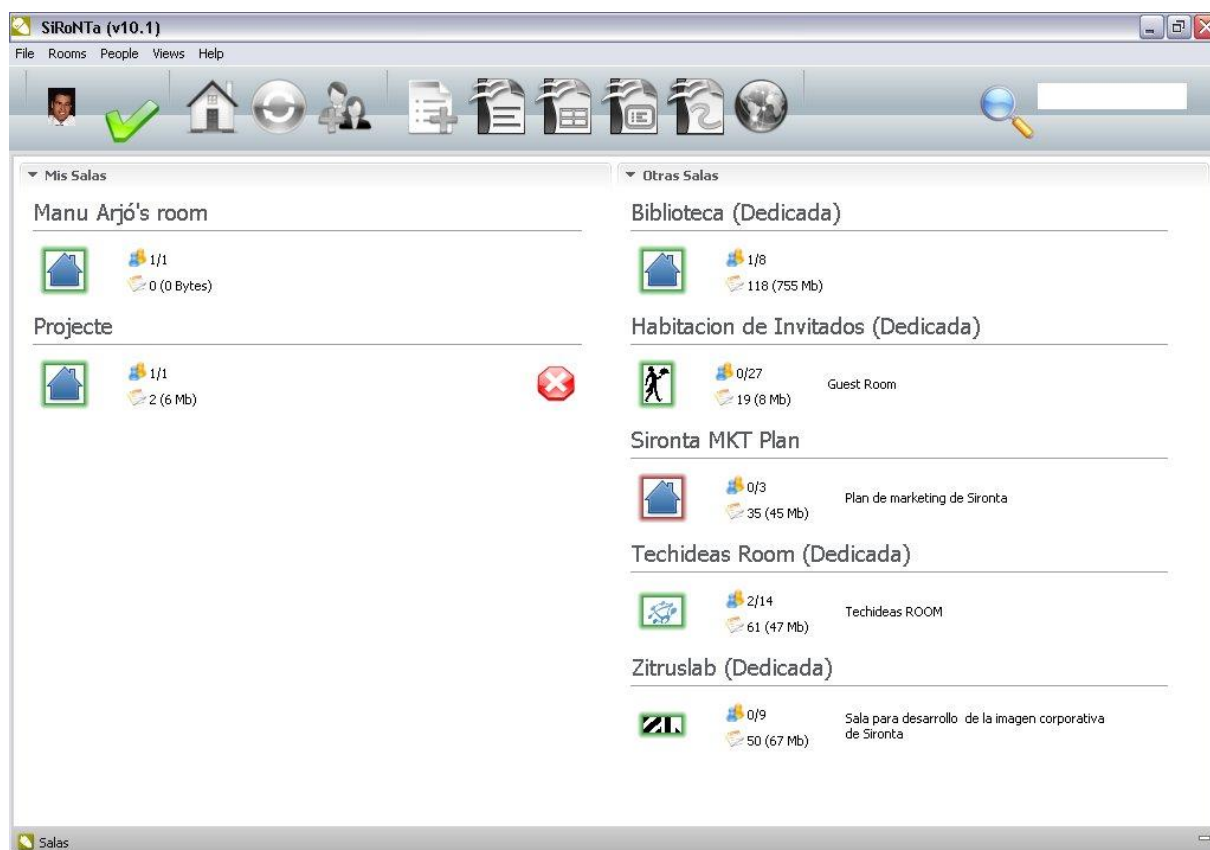 SiRoNTa (v10.1)
File Rooms People Views Help
Mis Salas
Manu Arjó's room
1/1
0 (0 Bytes)
Projecte
1/1
2 (6 Mb)
Otras Salas
Biblioteca (Dedicada)
1/8
118 (755 Mb)
Habitacion de Invitados (Dedicada)
0/27
19 (8 Mb)
Guest Room
Sironta MKT Plan
0/3
35 (45 Mb)
Plan de marketing de Sironta
Techideas Room (Dedicada)
2/14
61 (47 Mb)
Techideas ROOM
Zitruslab (Dedicada)
ZL.
0/9
50 (67 Mb)
Sala para desarrollo de la imagen corporativa
de Sironta
Salas